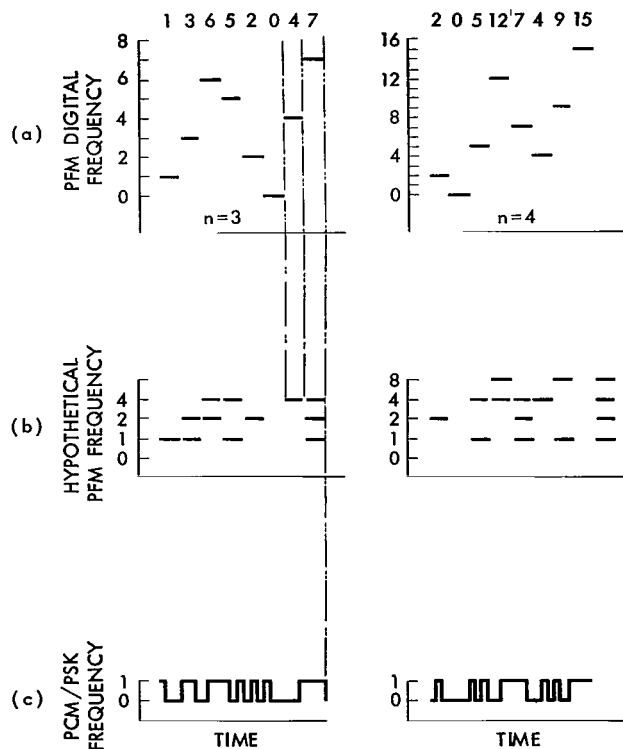 1 3 6 5 2 0 4 7
2 0 5 12 7 4 9 15
(a)
PFM DIGITAL
FREQUENCY
8
6
4
2
0
n=3
16
12
8
4
0
n=4
(b)
HYPOTHETICAL
PFM FREQUENCY
4
2
1
0
8
4
2
1
0
(c)
PCM/PSK
FREQUENCY
1
0
TIME
1
0
TIME